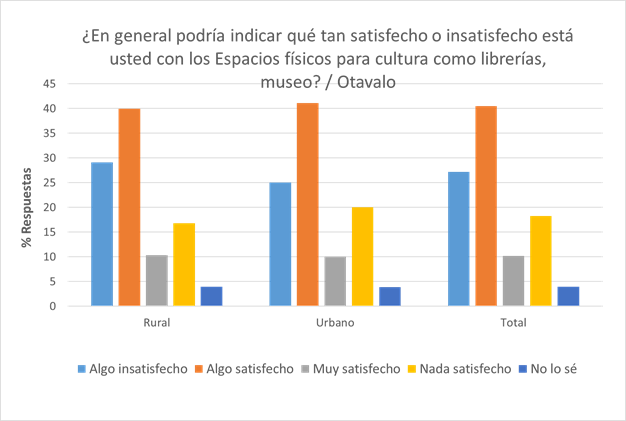 ¿En general podría indicar qué tan satisfecho o insatisfecho está
usted con los Espacios físicos para cultura como librerías,
museo? / Otavalo
45
40
35
30
25
20
15
10
5
0
% Respuestas
Rural Urbano Total
Algo insatisfecho Algo satisfecho Muy satisfecho Nada satisfecho No lo sé